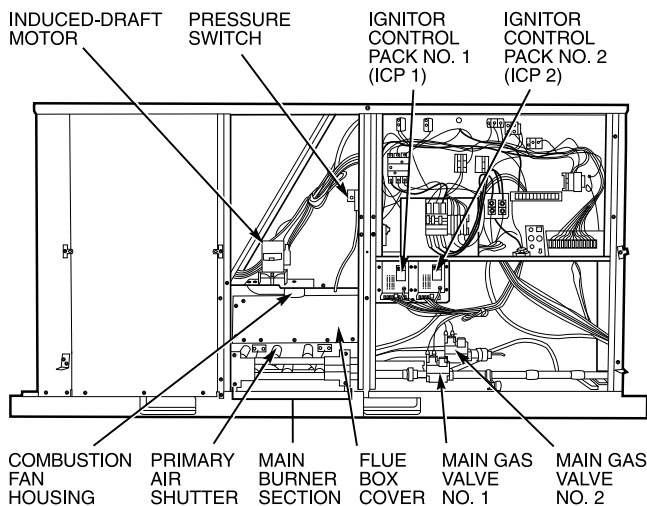 INDUCED-DRAFT
MOTOR
PRESSURE
SWITCH
IGNITOR
CONTROL
PACK NO. 1
(ICP 1)
IGNITOR
CONTROL
PACK NO. 2
(ICP 2)
COMBUSTION
FAN
HOUSING
PRIMARY
AIR
SHUTTER
MAIN
BURNER
SECTION
FLUE
BOX
COVER
MAIN GAS
VALVE
NO. 1
MAIN GAS
VALVE
NO. 2